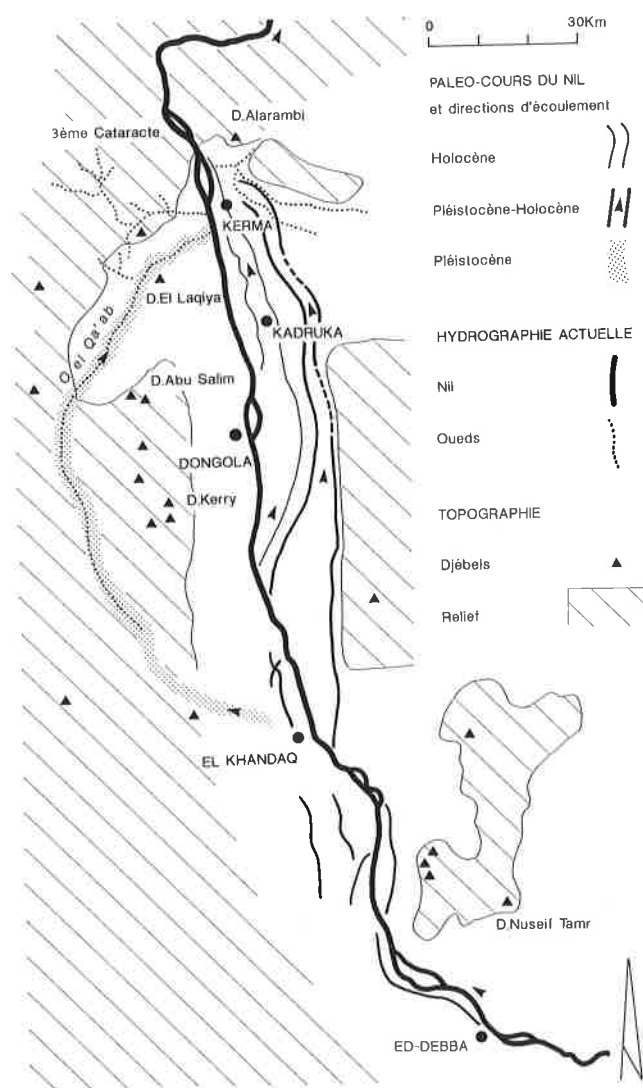 0 30Km
PALEO-COURS DU NIL
et directions d'écoulement
Holocène
Pléistocène-Holocène
Pléistocène
HYDROGRAPHIE ACTUELLE
Nil
Oueds
TOPOGRAPHIE
Djébels
Relief
D.Alarambi
3ème Cataracte
KERMA
D.El Laqiya
O. el Qa'ab
KADRUKA
D.Abu Salim
DONGOLA
D.Kerry
EL KHANDAQ
D.Nuseif Tamr
ED-DEBBA